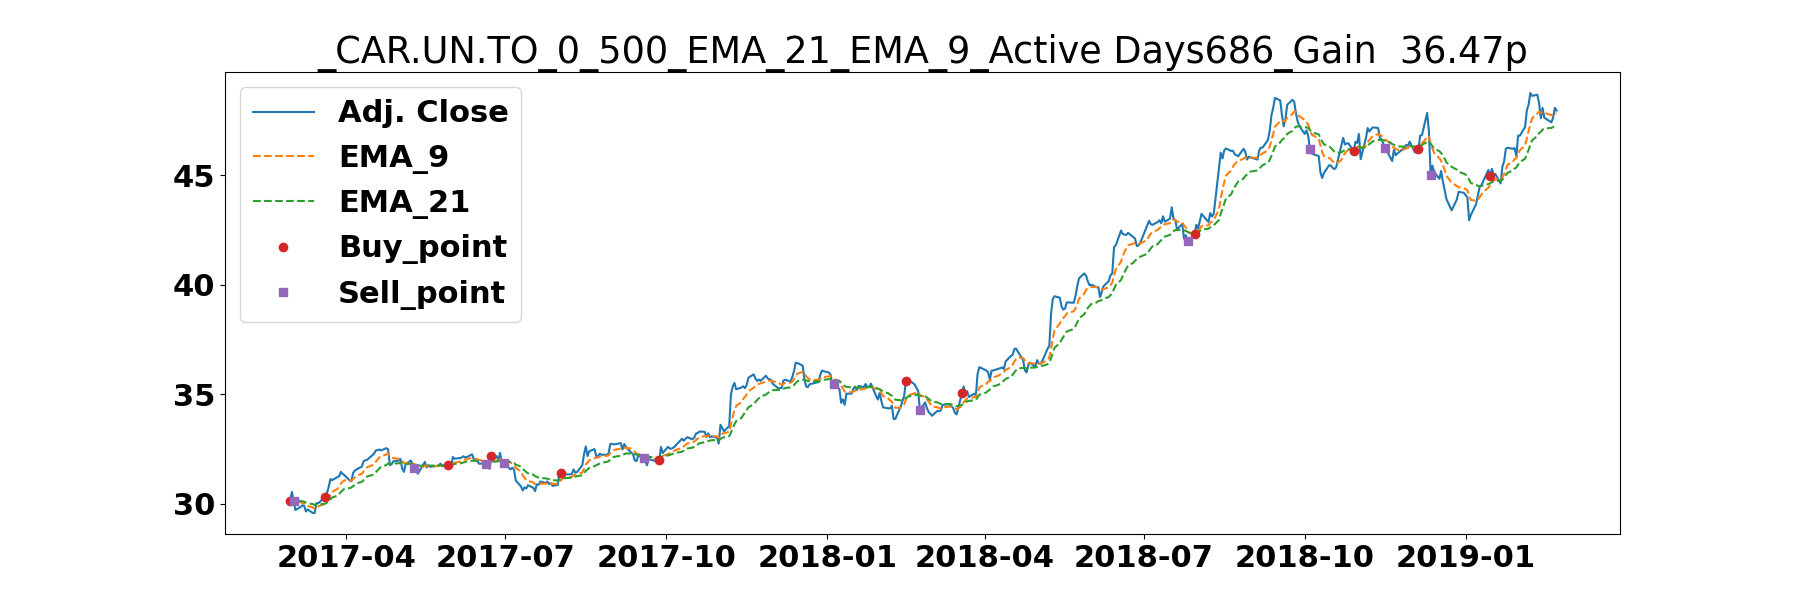 _CAR.UN.TO_0_500_EMA_21_EMA_9_Active Days686_Gain  36.47p
Adj. Close
EMA_9
EMA_21
Buy_point
Sell_point
45
40
35
30
2017-04 2017-07 2017-10 2018-01 2018-04 2018-07 2018-10 2019-01